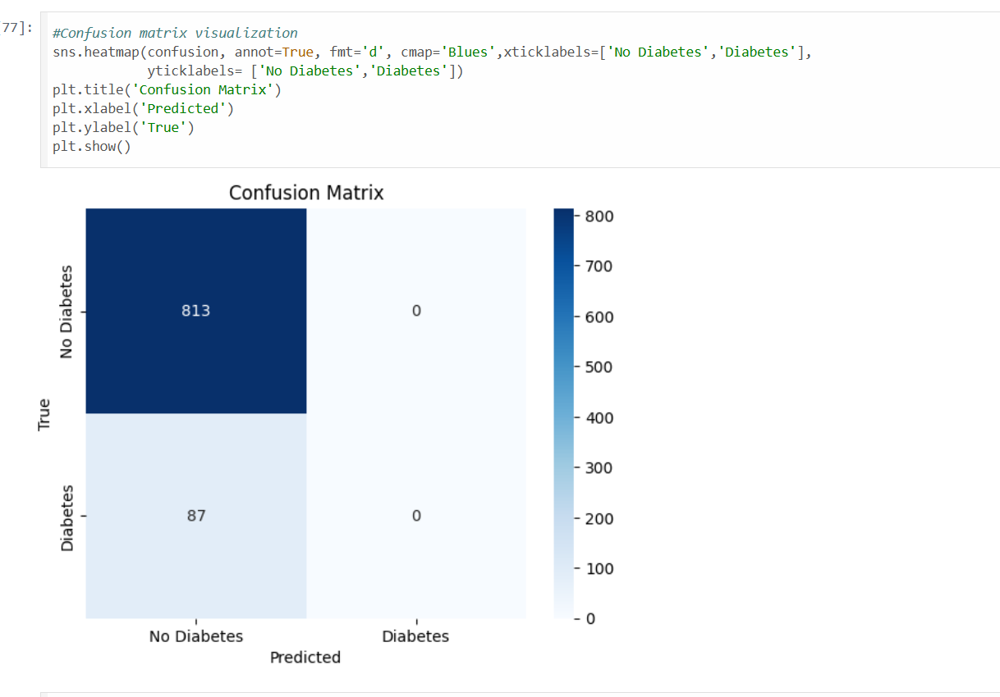 77]:
#Confusion matrix visualization
sns.heatmap(confusion, annot=True, fmt='d', cmap='Blues',xticklabels=['No Diabetes','Diabetes'],
yticklabels= ['No Diabetes','Diabetes'])
plt.title('Confusion Matrix')
plt.xlabel('Predicted')
plt.ylabel('True')
plt.show()
Confusion Matrix
True
No Diabetes
813
0
Diabetes
87
0
No Diabetes
Diabetes
Predicted
800
700
600
500
400
300
200
100
0